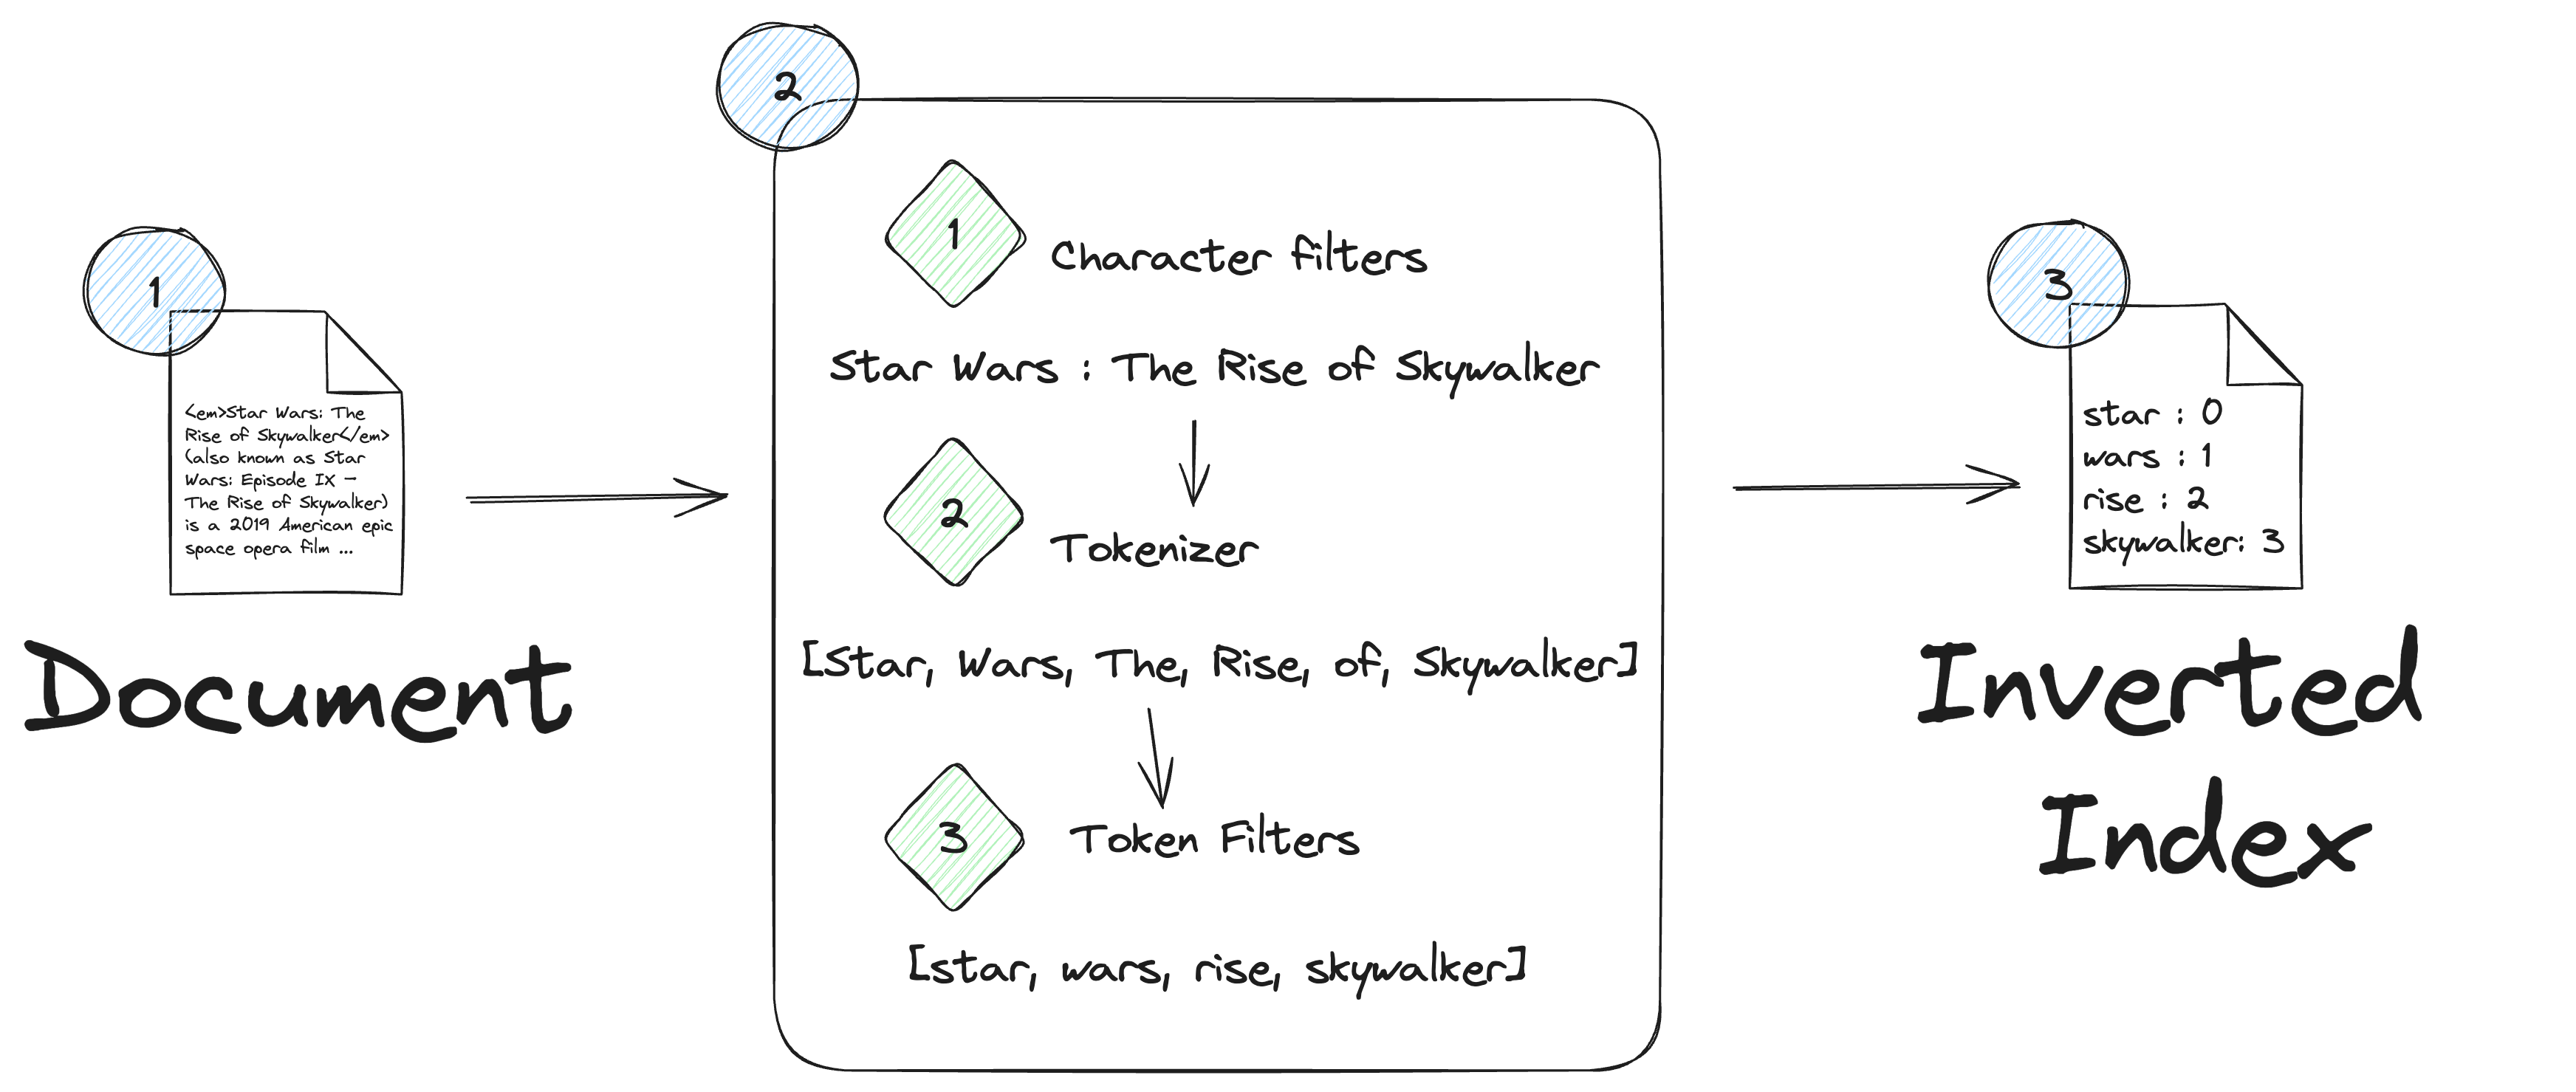 1
<em>Star Wars: The
Rise of Skywalker</em>
(also known as Star
Wars: Episode IX –
The Rise of Skywalker)
is a 2019 American epic
space opera film ...
Document
2
1
Character filters
Star Wars : The Rise of Skywalker
2
Tokenizer
[Star, Wars, The, Rise, of, Skywalker]
3
Token Filters
[star, wars, rise, skywalker]
3
star : 0
wars : 1
rise : 2
skywalker: 3
Inverted
Index